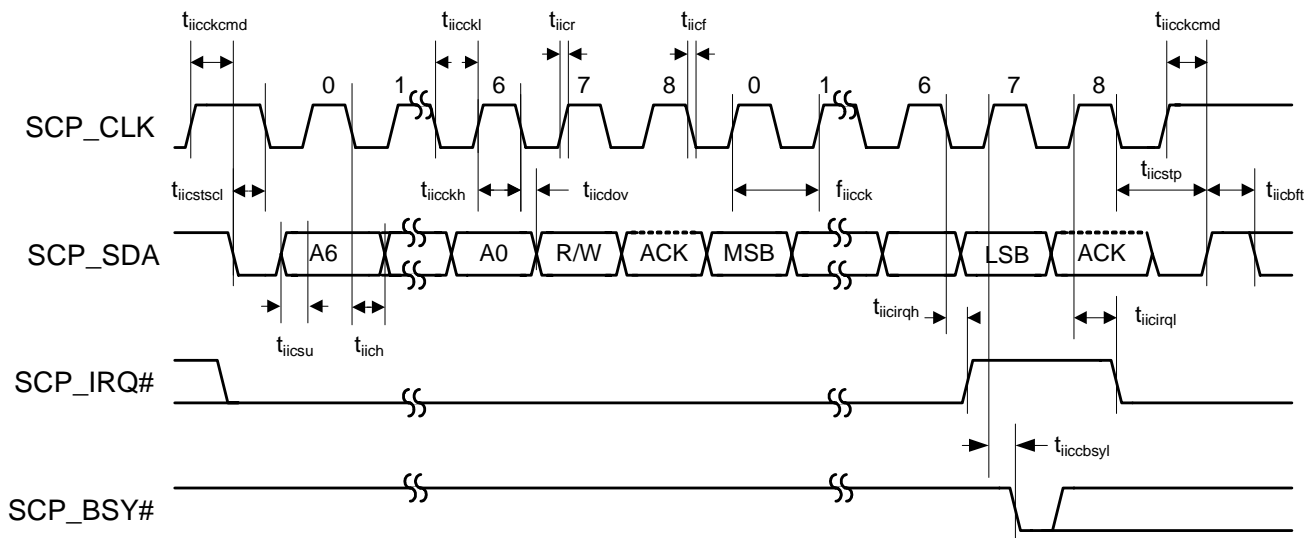 t_iicckcmd t_iicckl t_iicr t_iicf t_iicckcmd
0 1 6 7 8 0 1 6 7 8
SCP_CLK
t_iicstscl t_iicckh t_iicdov f_iicck t_iicstp t_iicbft
SCP_SDA A6 A0 R/W ACK MSB LSB ACK
t_iicsu t_iich t_iicirqh t_iicirql
SCP_IRQ#
t_iiccbsyl
SCP_BSY#